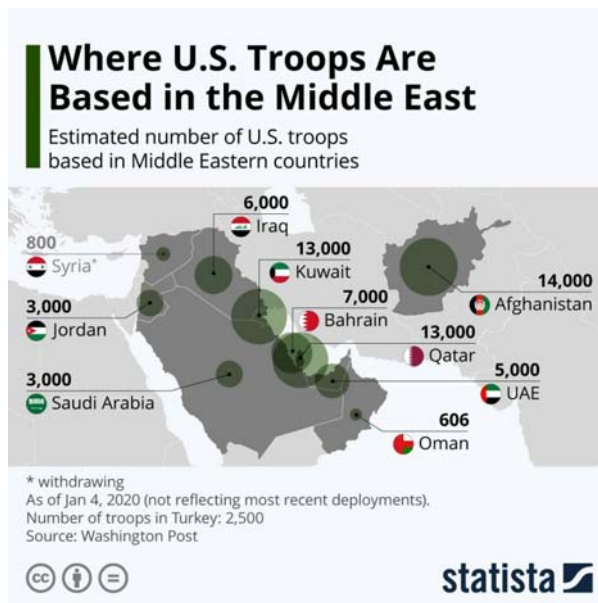 Where U.S. Troops Are
Based in the Middle East
Estimated number of U.S. troops
based in Middle Eastern countries
6,000
Iraq
800
Syria*
13,000
Kuwait
14,000
Afghanistan
7,000
Bahrain
3,000
Jordan
13,000
Qatar
3,000
Saudi Arabia
5,000
UAE
606
Oman
* withdrawing
As of Jan 4, 2020 (not reflecting most recent deployments).
Number of troops in Turkey: 2,500
Source: Washington Post
cc
statista